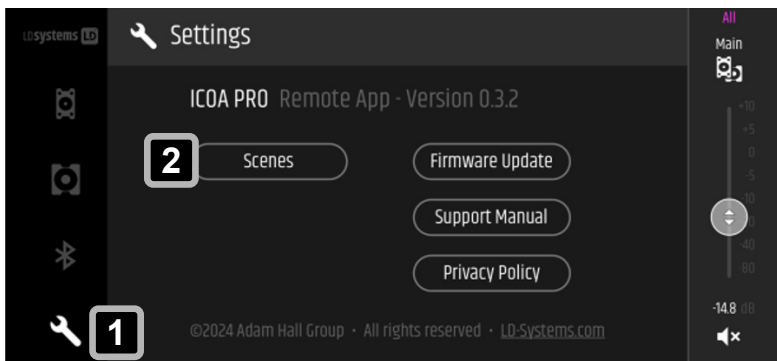 LDsystems LD
Settings
All
Main
ICOA PRO Remote App - Version 0.3.2
2
Scenes
Firmware Update
Support Manual
Privacy Policy
+10
+5
0
-5
-10
-40
-80
-14.8 dB
1
©2024 Adam Hall Group • All rights reserved • LD-Systems.com